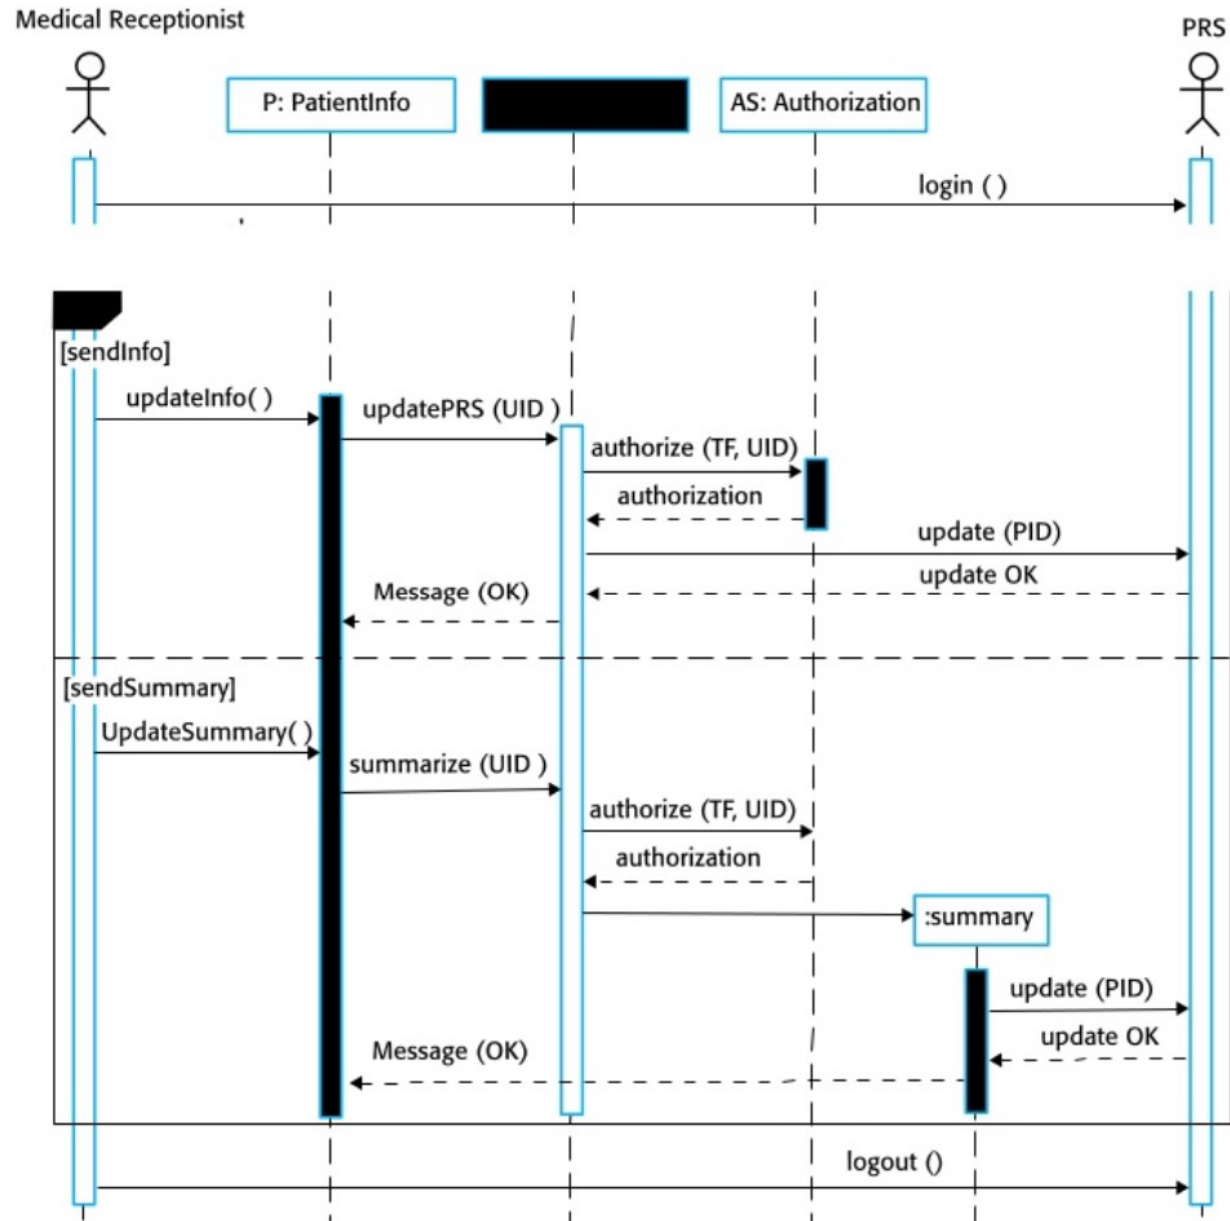 Medical Receptionist
PRS
P: PatientInfo
AS: Authorization
login ( )
[sendInfo]
updateInfo( )
updatePRS (UID )
authorize (TF, UID)
authorization
update (PID)
update OK
Message (OK)
[sendSummary]
UpdateSummary( )
summarize (UID )
authorize (TF, UID)
authorization
:summary
update (PID)
update OK
Message (OK)
logout ()